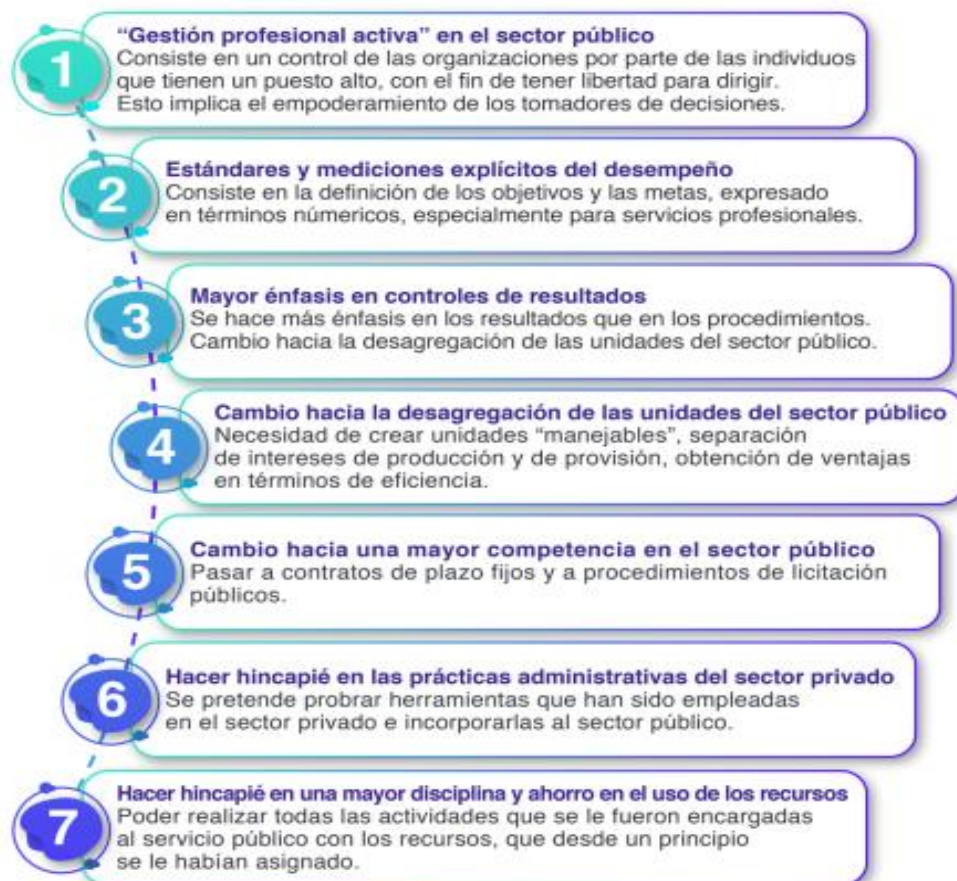 1
“Gestión profesional activa” en el sector público
Consiste en un control de las organizaciones por parte de las individuos
que tienen un puesto alto, con el fin de tener libertad para dirigir.
Esto implica el empoderamiento de los tomadores de decisiones.
2
Estándares y mediciones explícitos del desempeño
Consiste en la definición de los objetivos y las metas, expresado
en términos númericos, especialmente para servicios profesionales.
3
Mayor énfasis en controles de resultados
Se hace más énfasis en los resultados que en los procedimientos.
Cambio hacia la desagregación de las unidades del sector público.
4
Cambio hacia la desagregación de las unidades del sector público
Necesidad de crear unidades “manejables”, separación
de intereses de producción y de provisión, obtención de ventajas
en términos de eficiencia.
5
Cambio hacia una mayor competencia en el sector público
Pasar a contratos de plazo fijos y a procedimientos de licitación
públicos.
6
Hacer hincapié en las prácticas administrativas del sector privado
Se pretende probrar herramientas que han sido empleadas
en el sector privado e incorporarlas al sector público.
7
Hacer hincapié en una mayor disciplina y ahorro en el uso de los recursos
Poder realizar todas las actividades que se le fueron encargadas
al servicio público con los recursos, que desde un principio
se le habían asignado.